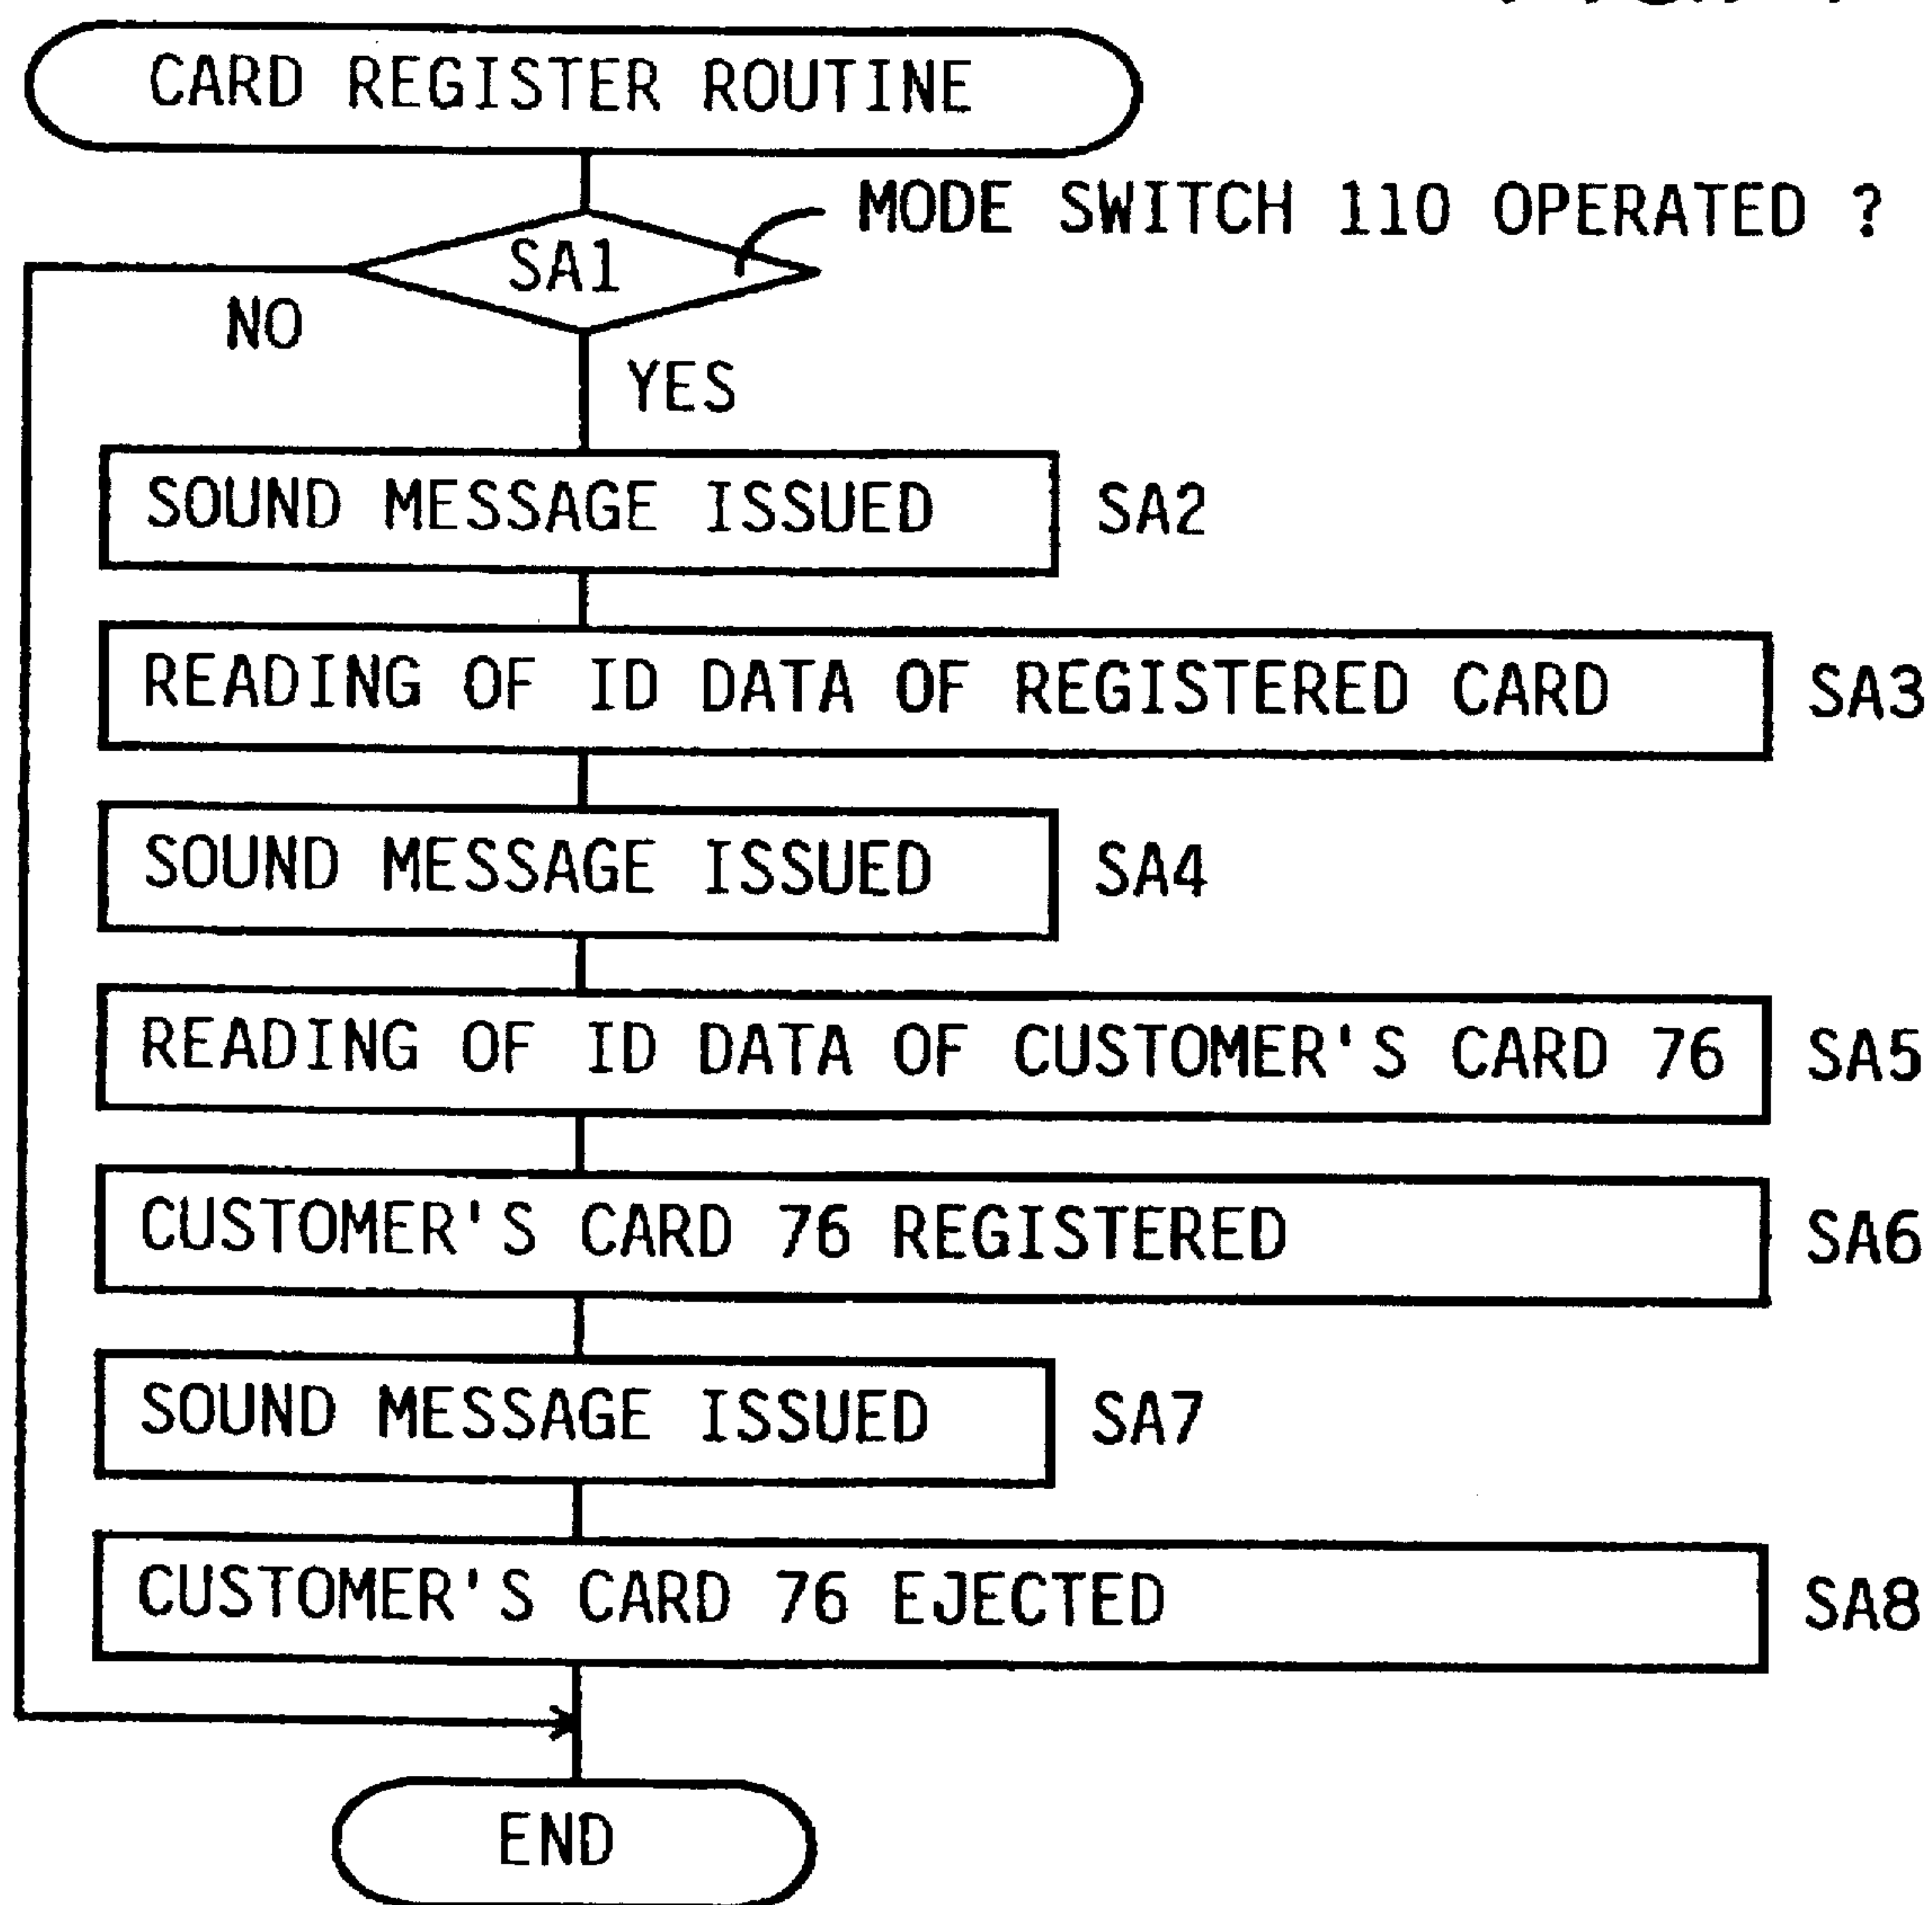 CARD REGISTER ROUTINE
MODE SWITCH 110 OPERATED ?
SA1
NO
YES
SOUND MESSAGE ISSUED SA2
READING OF ID DATA OF REGISTERED CARD SA3
SOUND MESSAGE ISSUED SA4
READING OF ID DATA OF CUSTOMER'S CARD 76 SA5
CUSTOMER'S CARD 76 REGISTERED SA6
SOUND MESSAGE ISSUED SA7
CUSTOMER'S CARD 76 EJECTED SA8
END